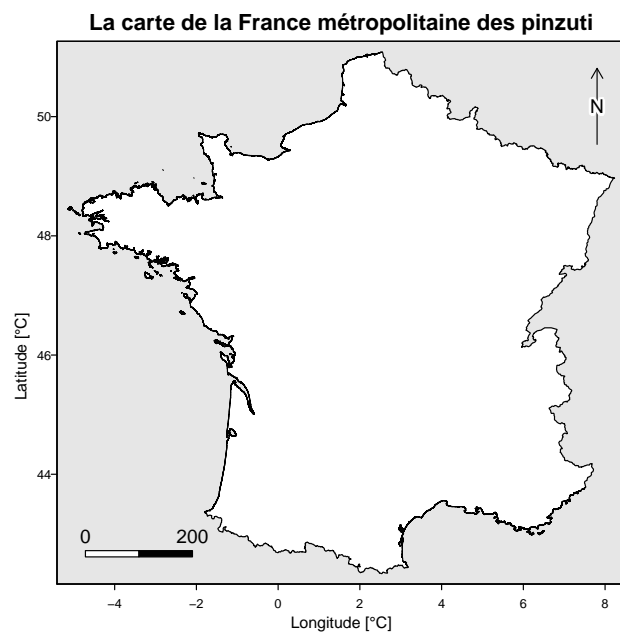 La carte de la France métropolitaine des pinzuti
N
50
48
46
44
Latitude [°C]
0 200
−4 −2 0 2 4 6 8
Longitude [°C]